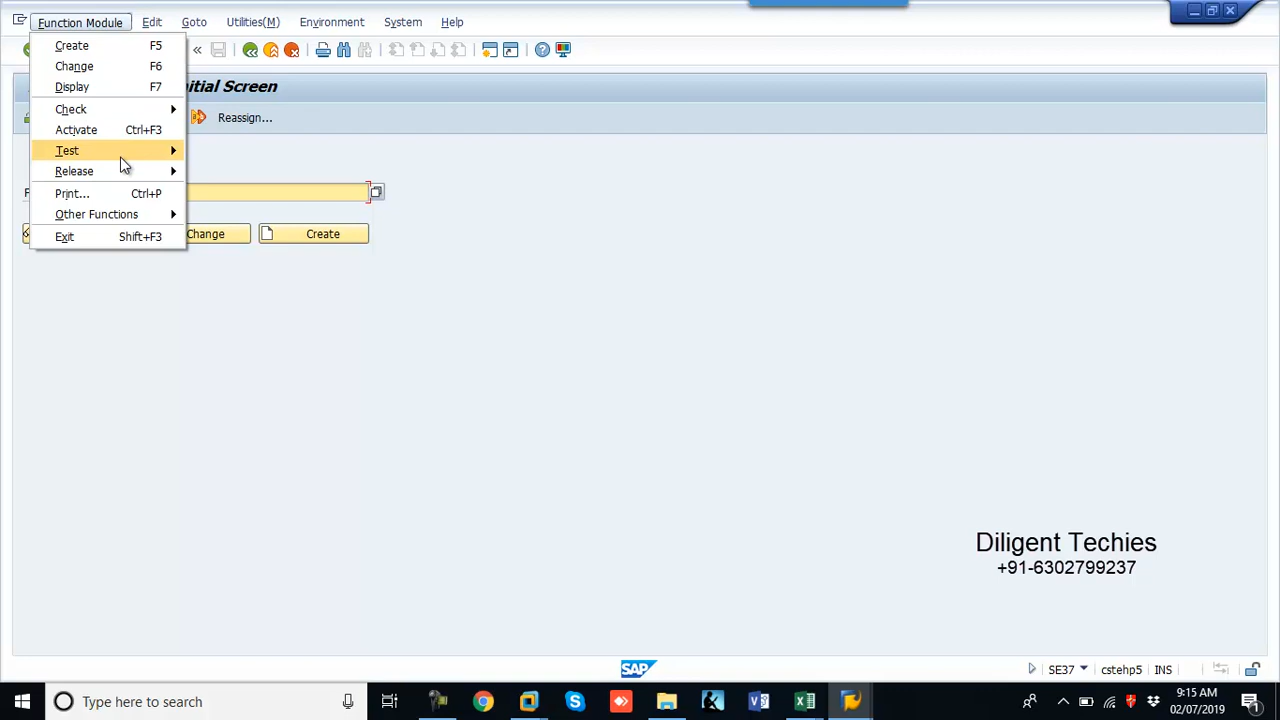 Function Module Edit Goto Utilities(M) Environment System Help
Create F5
Change F6
Display F7
Check
Activate Ctrl+F3
Test
Release
Print... Ctrl+P
Other Functions
Exit Shift+F3
nitial Screen
Reassign...
Change Create
Diligent Techies
+91-6302799237
SAP
SE37 cstehp5 INS
Type here to search
9:15 AM
02/07/2019
1